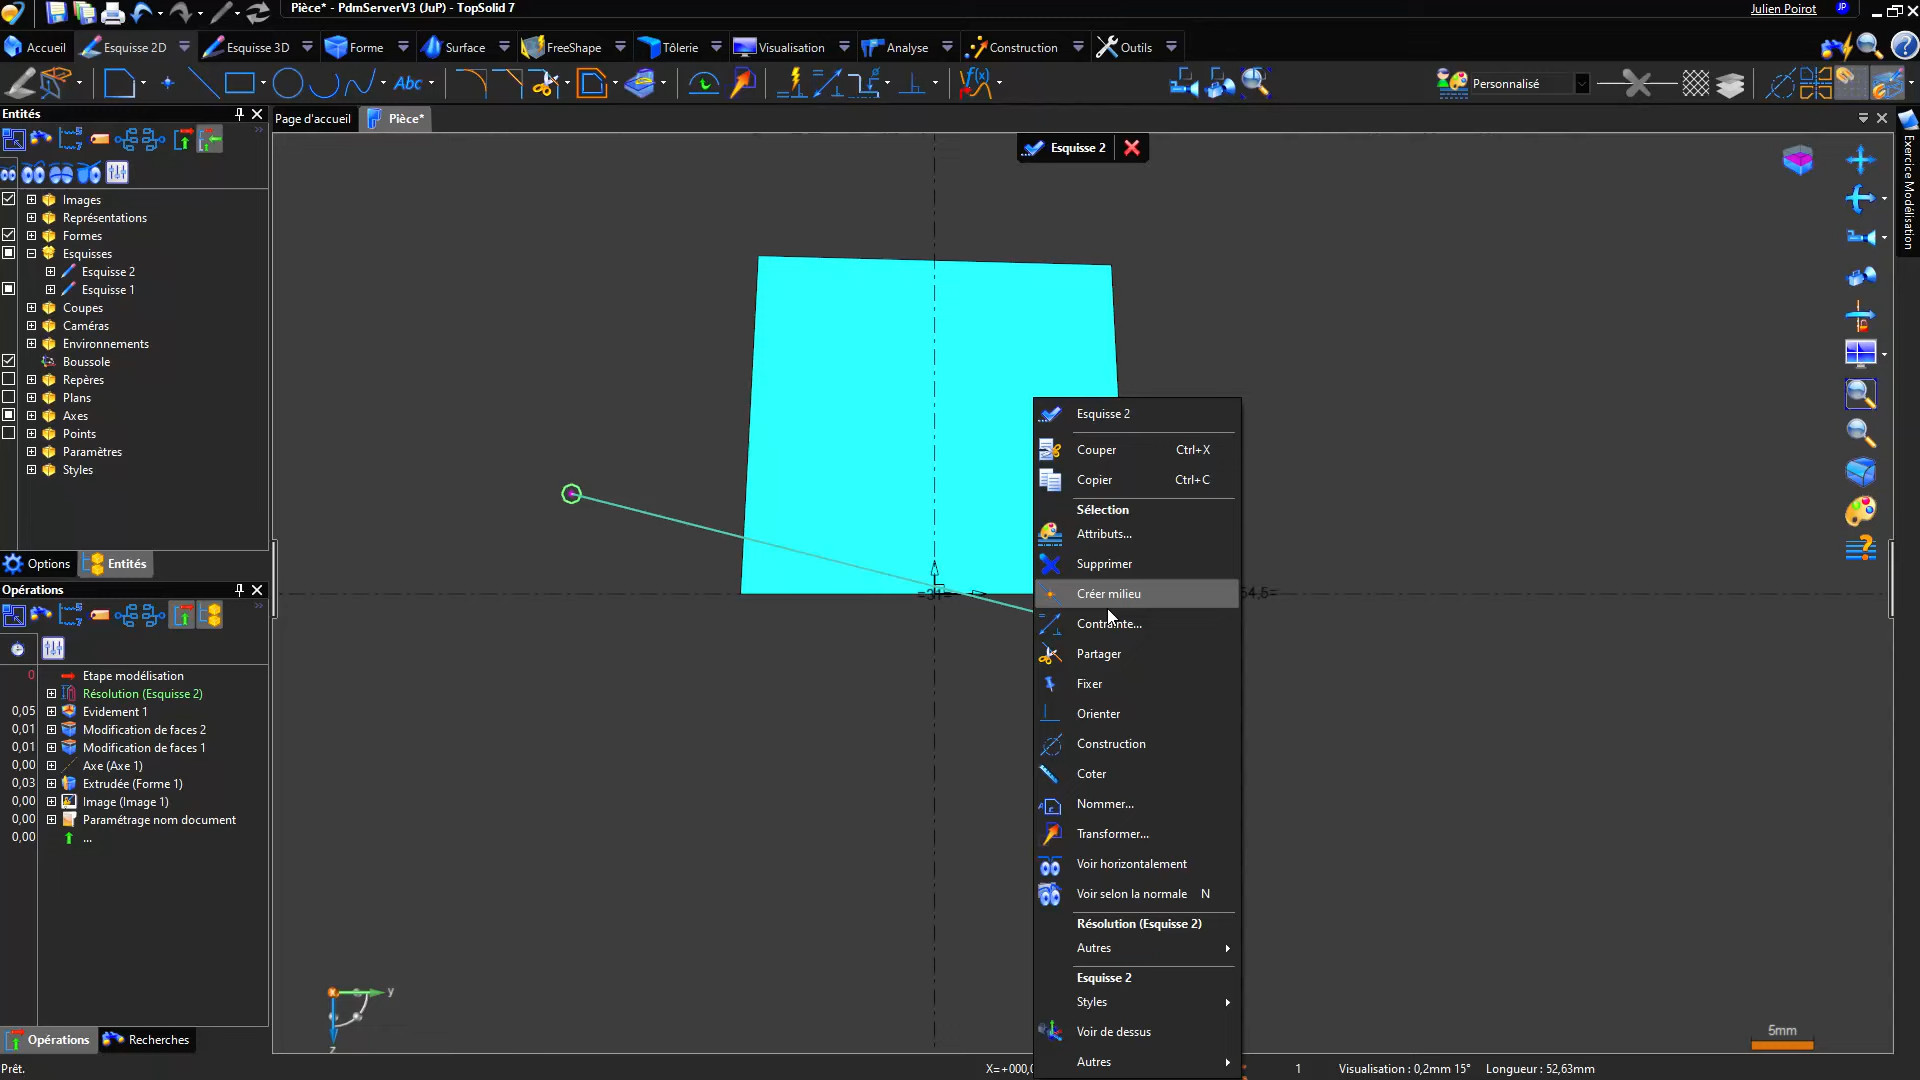 Pièce* - PdmServerV3 (JuP) - TopSolid 7
Julien Poirot
JP
Accueil
Esquisse 2D
Esquisse 3D
Forme
Surface
FreeShape
Tôlerie
Visualisation
Analyse
Construction
Outils
Abc
Personnalisé
Entités
Page d'accueil
Pièce*
Esquisse 2
Exercice Modélisation
Images
Représentations
Formes
Esquisses
Esquisse 2
Esquisse 1
Coupes
Caméras
Environnements
Boussole
Repères
Plans
Axes
Points
Paramètres
Styles
Options
Entités
Opérations
0 Etape modélisation
Résolution (Esquisse 2)
0,05 Evidement 1
0,01 Modification de faces 2
0,01 Modification de faces 1
0,00 Axe (Axe 1)
0,03 Extrudée (Forme 1)
0,00 Image (Image 1)
0,00 Paramétrage nom document
0,00 ...
Opérations
Recherches
=31=
64,5=
Esquisse 2
Couper Ctrl+X
Copier Ctrl+C
Sélection
Attributs...
Supprimer
Créer milieu
Contrainte...
Partager
Fixer
Orienter
Construction
Coter
Nommer...
Transformer...
Voir horizontalement
Voir selon la normale N
Résolution (Esquisse 2)
Autres
Esquisse 2
Styles
Voir de dessus
Autres
y
z
5mm
Prêt.
X=+000,0
1
Visualisation : 0,2mm 15°
Longueur : 52,63mm